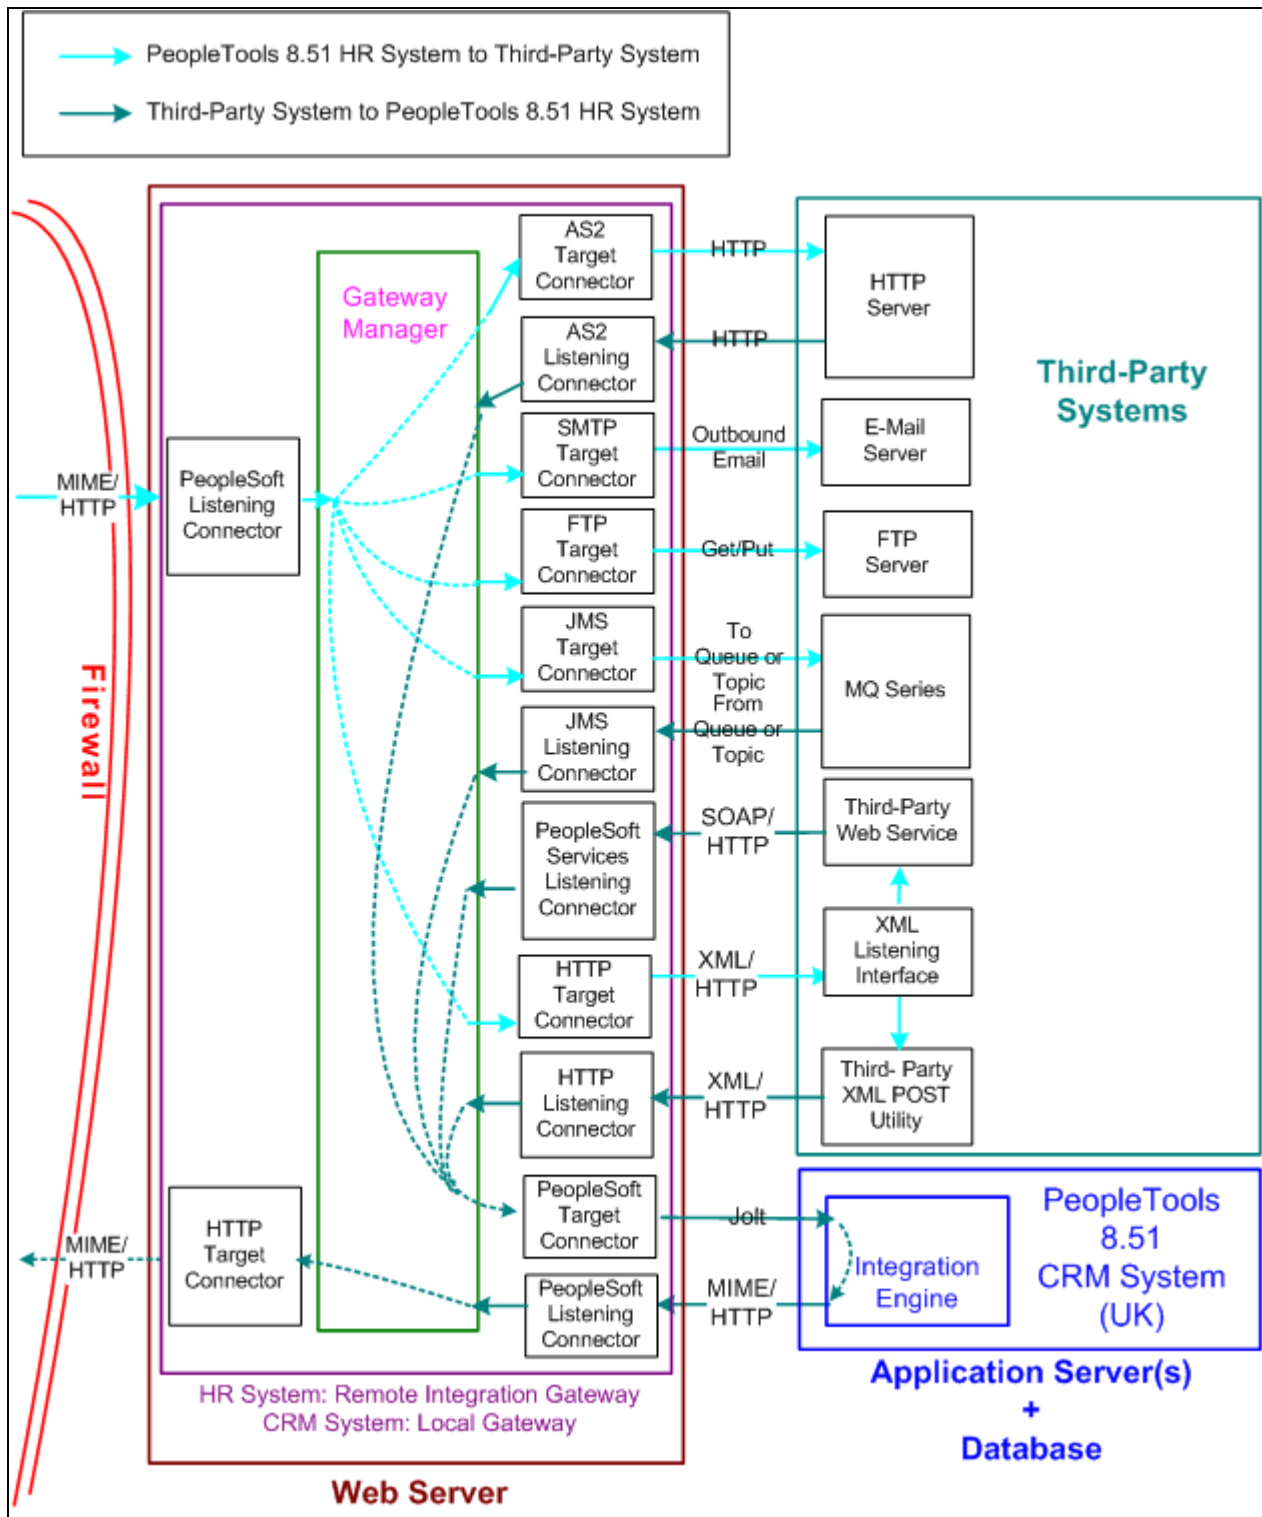 PeopleTools 8.51 HR System to Third-Party System
Third-Party System to PeopleTools 8.51 HR System
Firewall
MIME/
HTTP
PeopleSoft
Listening
Connector
Gateway
Manager
AS2
Target
Connector
HTTP
HTTP
Server
AS2
Listening
Connector
HTTP
Third-Party
Systems
SMTP
Target
Connector
Outbound
Email
E-Mail
Server
FTP
Target
Connector
Get/Put
FTP
Server
JMS
Target
Connector
To
Queue or
Topic
From
Queue or
Topic
MQ Series
JMS
Listening
Connector
PeopleSoft
Services
Listening
Connector
SOAP/
HTTP
Third-Party
Web Service
XML
Listening
Interface
HTTP
Target
Connector
XML/
HTTP
HTTP
Listening
Connector
XML/
HTTP
Third- Party
XML POST
Utility
PeopleSoft
Target
Connector
Jolt
Integration
Engine
PeopleTools
8.51
CRM System
(UK)
MIME/
HTTP
HTTP
Target
Connector
PeopleSoft
Listening
Connector
MIME/
HTTP
HR System: Remote Integration Gateway
CRM System: Local Gateway
Web Server
Application Server(s)
+
Database